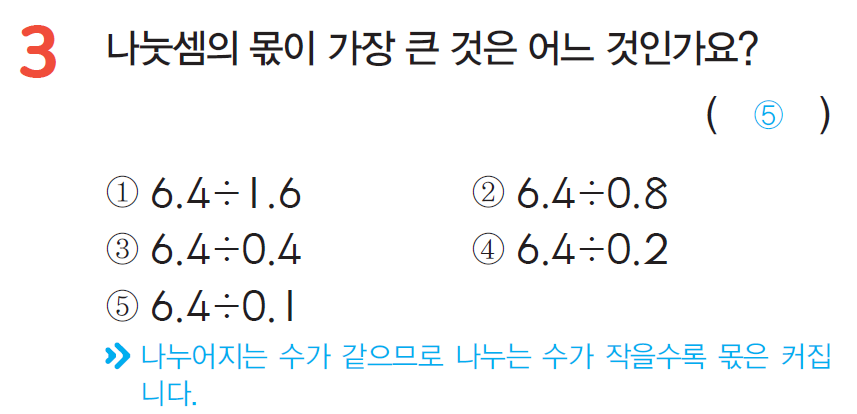 3 나눗셈의 몫이 가장 큰 것은 어느 것인가요?
( ⑤ )
① 6.4÷1.6 ② 6.4÷0.8
③ 6.4÷0.4 ④ 6.4÷0.2
⑤ 6.4÷0.1
» 나누어지는 수가 같으므로 나누는 수가 작을수록 몫은 커집
니다.